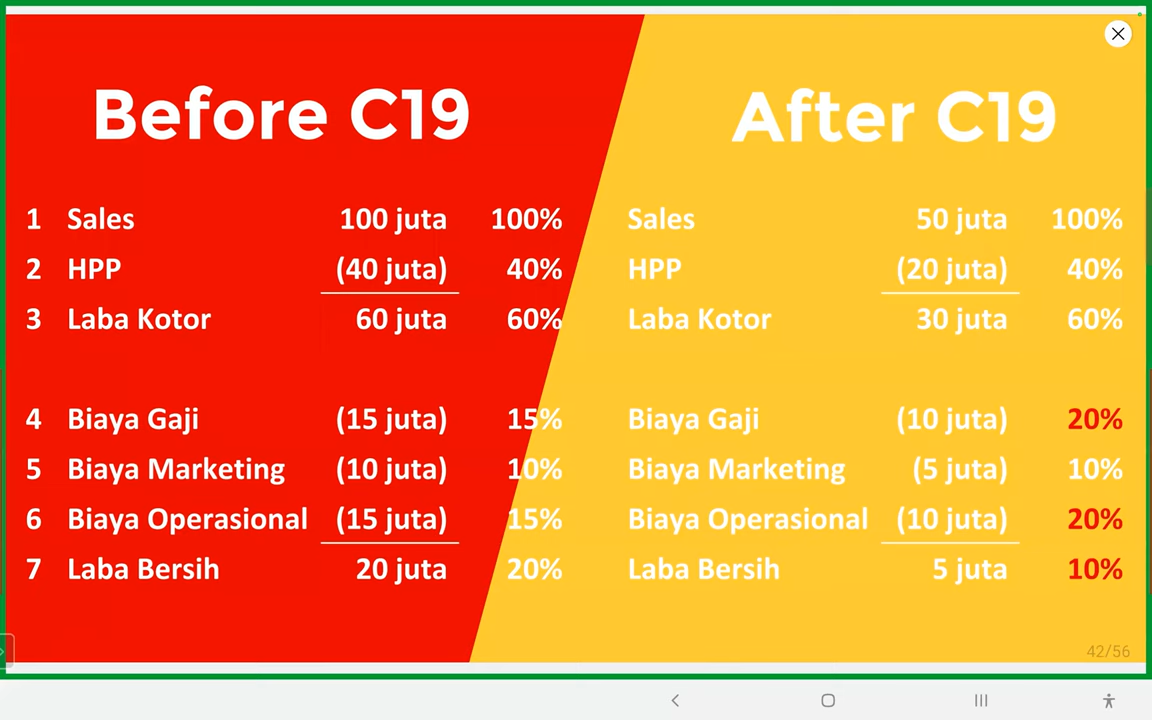 Before C19
1 Sales 100 juta 100%
2 HPP (40 juta) 40%
3 Laba Kotor 60 juta 60%
4 Biaya Gaji (15 juta) 15%
5 Biaya Marketing (10 juta) 10%
6 Biaya Operasional (15 juta) 15%
7 Laba Bersih 20 juta 20%
After C19
Sales 50 juta 100%
HPP (20 juta) 40%
Laba Kotor 30 juta 60%
Biaya Gaji (10 juta) 20%
Biaya Marketing (5 juta) 10%
Biaya Operasional (10 juta) 20%
Laba Bersih 5 juta 10%
42/56